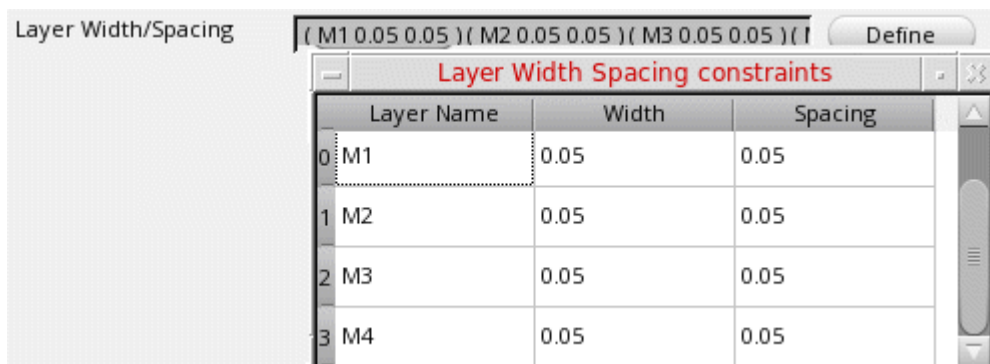 Layer Width/Spacing ( M1 0.05 0.05 )( M2 0.05 0.05 )( M3 0.05 0.05 )( Define
Layer Width Spacing constraints
Layer Name Width Spacing
0 M1 0.05 0.05
1 M2 0.05 0.05
2 M3 0.05 0.05
3 M4 0.05 0.05